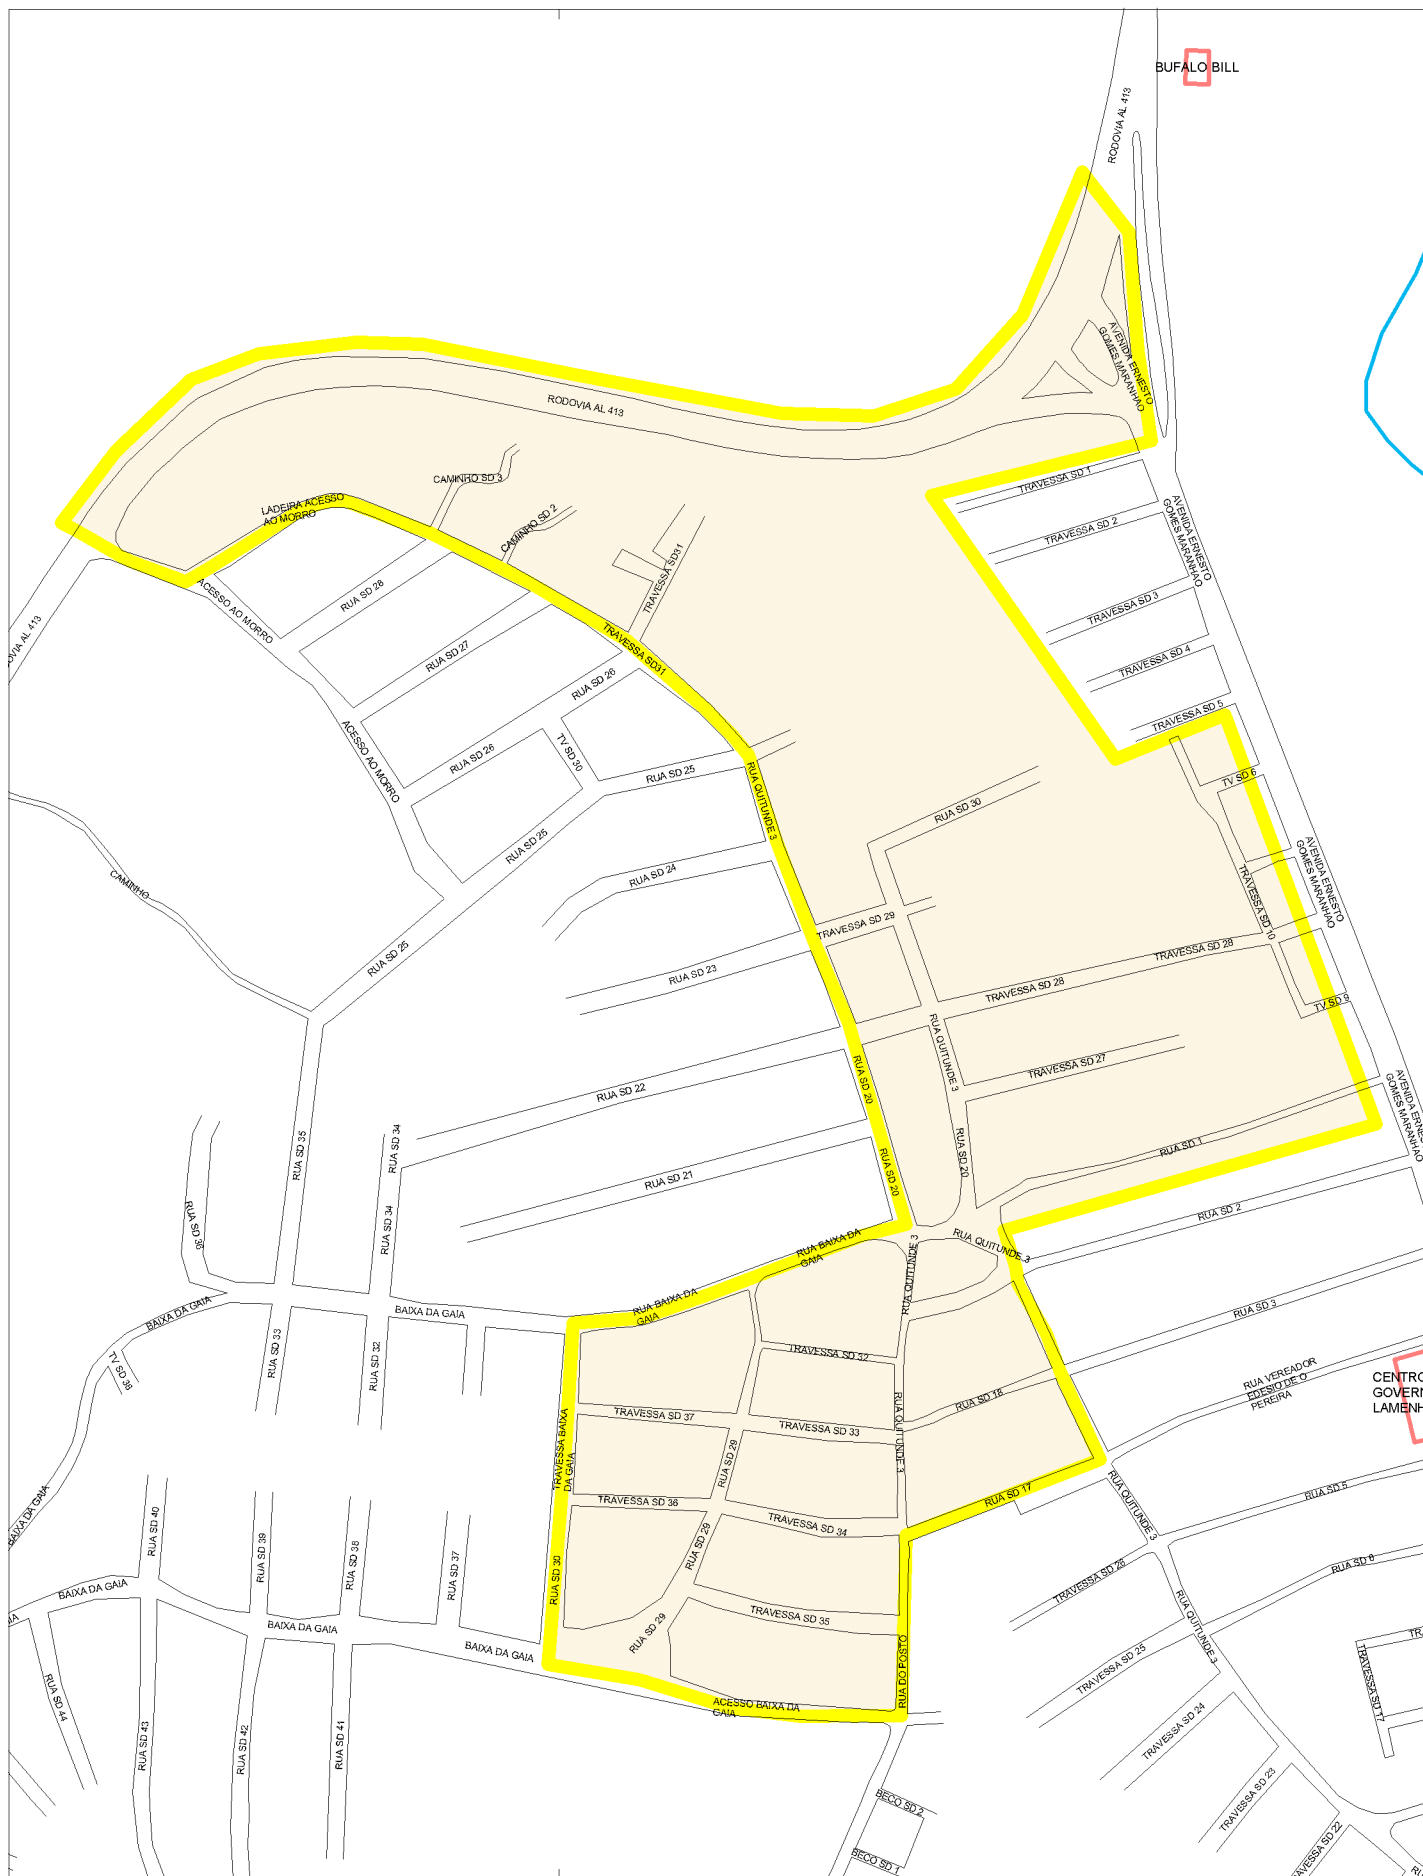 BUFALO BILL
RODOVIA AL 413
AVENIDA ERNESTO
GOMES MARANHAO
RODOVIA AL 413
CAMINHO SD 3
TRAVESSA SD 1
LADEIRA ACESSO
AO MORRO
CAMINHO SD 2
TRAVESSA SD 2
AVENIDA ERNESTO
GOMES MARANHAO
TRAVESSA SD31
RUA SD 28
ACESSO AO MORRO
TRAVESSA SD 3
OVIA AL 413
RUA SD 27
TRAVESSA SD31
TRAVESSA SD 4
RUA SD 26
TRAVESSA SD 5
ACESSO AO MORRO
RUA SD 26
TV SD 30
RUA SD 25
TV SD 6
RUA QUITUNDE 3
RUA SD 30
RUA SD 25
RUA SD 24
AVENIDA ERNESTO
GOMES MARANHAO
CAMINHO
TRAVESSA SD 10
TRAVESSA SD 29
RUA SD 25
RUA SD 23
TRAVESSA SD 28
TRAVESSA SD 28
TV SD 9
RUA QUITUNDE 3
RUA SD 20
TRAVESSA SD 27
RUA SD 22
AVENIDA ERNE
GOMES MARANHAO
RUA SD 35
RUA SD 34
RUA SD 20
RUA SD 1
RUA SD 20
RUA SD 21
RUA SD 36
RUA SD 34
RUA SD 2
RUA BAIXA DA
GAIA
RUA QUITUNDE 3
RUA QUITUNDE 3
BAIXA DA GAIA
BAIXA DA GAIA
RUA BAIXA DA
GAIA
RUA SD 3
RUA SD 33
RUA SD 32
TRAVESSA SD 32
TV SD 36
RUA VEREADOR
EDESIO DE O
PEREIRA
CENTRO
GOVERN
LAMENH
RUA SD 18
TRAVESSA SD 37
TRAVESSA SD 33
RUA QUITUNDE 3
TRAVESSA BAIXA
DA GAIA
RUA SD 29
RUA SD 17
RUA SD 5
TRAVESSA SD 36
TRAVESSA SD 34
RUA QUITUNDE 3
BAIXA DA GAIA
RUA SD 40
RUA SD 39
RUA SD 38
RUA SD 37
RUA SD 30
RUA SD 29
TRAVESSA SD 26
RUA SD 6
BAIXA DA GAIA
IA
TRAVESSA SD 35
RUA QUITUNDE 3
BAIXA DA GAIA
BAIXA DA GAIA
RUA SD 29
RUA DO POSTO
TRAVESSA SD 25
TR
TRAVESSA SD 17
RUA SD 44
ACESSO BAIXA DA
GAIA
TRAVESSA SD 24
RUA SD 43
RUA SD 42
RUA SD 41
TRAVESSA SD 23
BECO SD 2
AVESSA SD 22
BECO SD 1
RU